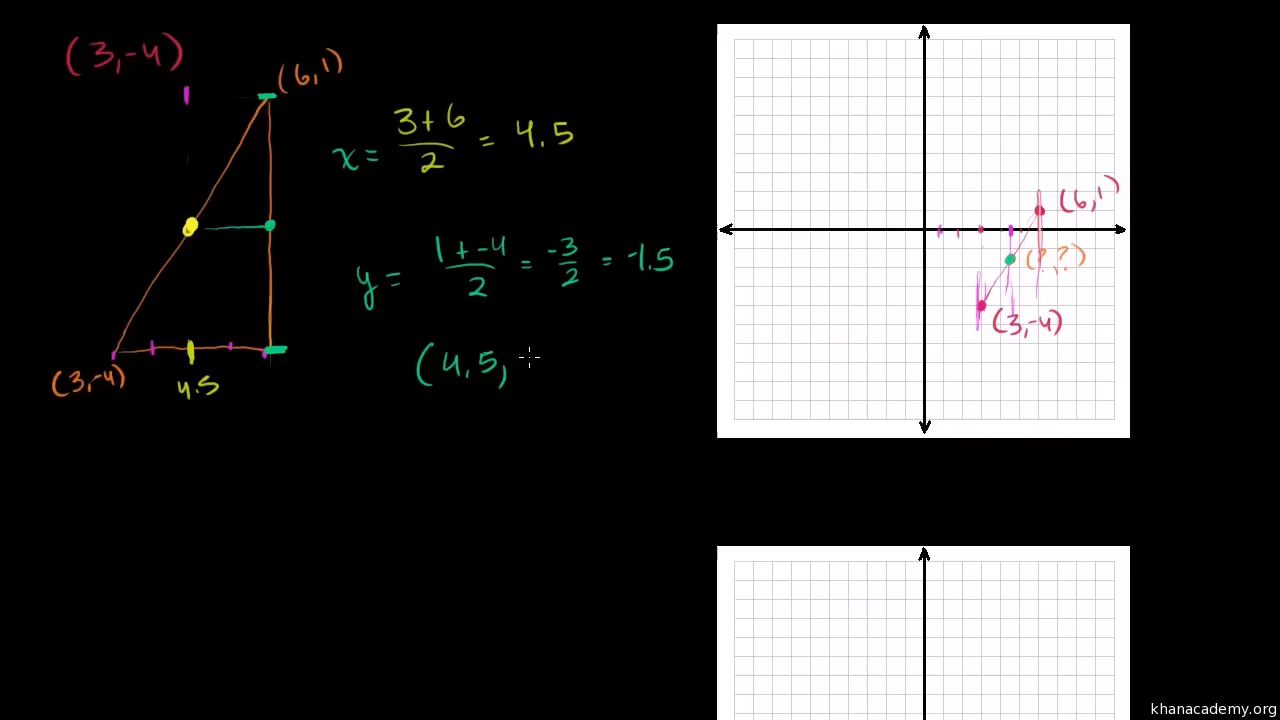 (3,-4)
(6,1)
x = 3+6 / 2 = 4.5
y = 1 + -4 / 2 = -3 / 2 = -1.5
(4.5,
(3,-4)
4.5
(6,1)
(?,?)
(3,-4)
khanacademy.org